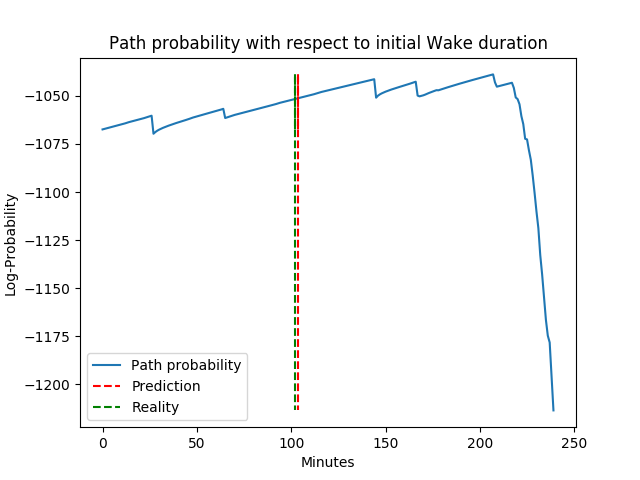 Path probability with respect to initial Wake duration
−1050
−1075
−1100
−1125
−1150
−1175
−1200
Log-Probability
Path probability
Prediction
Reality
0 50 100 150 200 250
Minutes